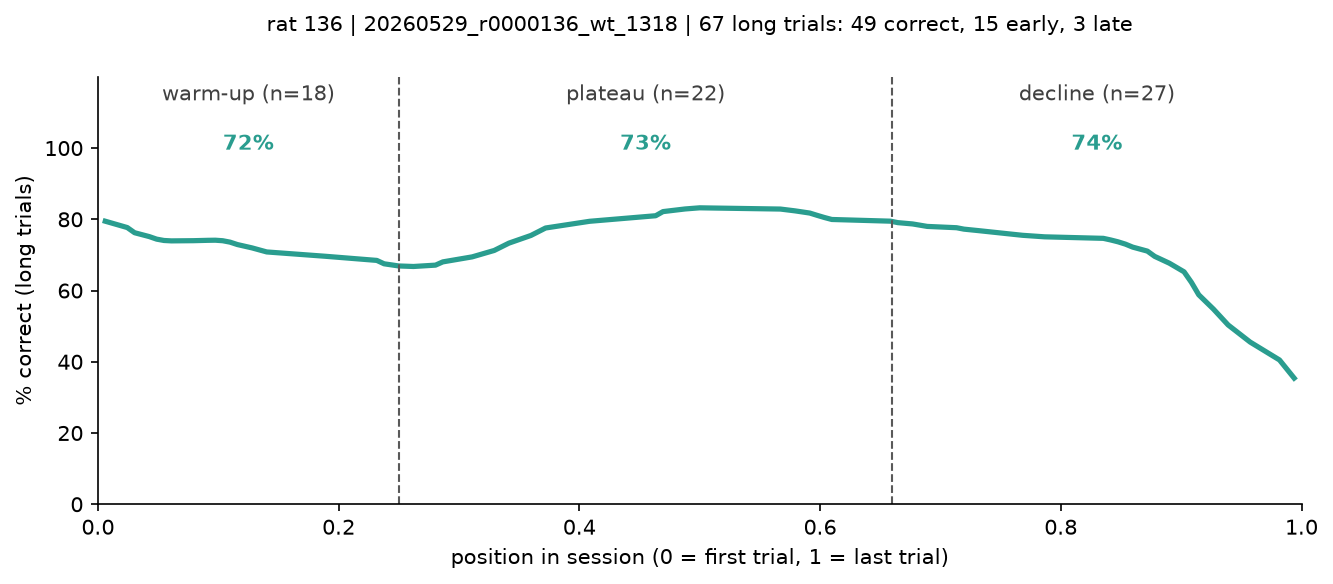 rat 136 | 20260529_r0000136_wt_1318 | 67 long trials: 49 correct, 15 early, 3 late
warm-up (n=18)
plateau (n=22)
decline (n=27)
72%
73%
74%
% correct (long trials)
100
80
60
40
20
0
0.0
0.2
0.4
0.6
0.8
1.0
position in session (0 = first trial, 1 = last trial)